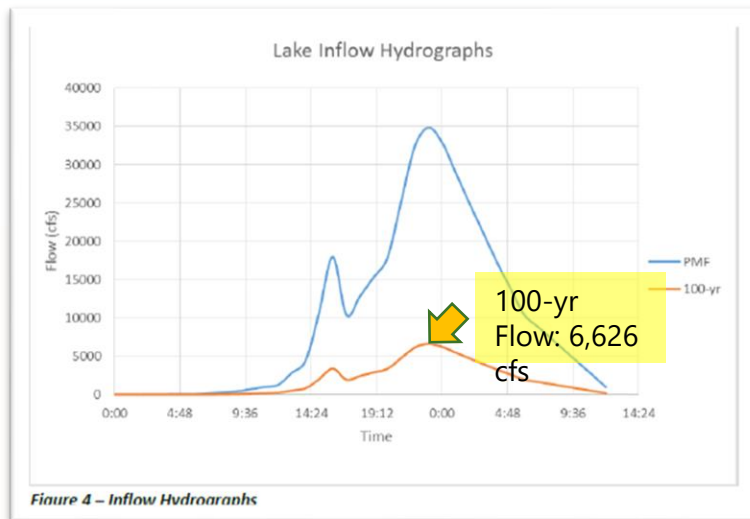 Lake Inflow Hydrographs
40000
35000
30000
25000
20000
15000
10000
5000
0
Flow (cfs)
0:00 4:48 9:36 14:24 19:12 0:00 4:48 9:36 14:24
Time
PMF
100-yr
100-yr
Flow: 6,626
cfs
Figure 4 – Inflow Hydrographs